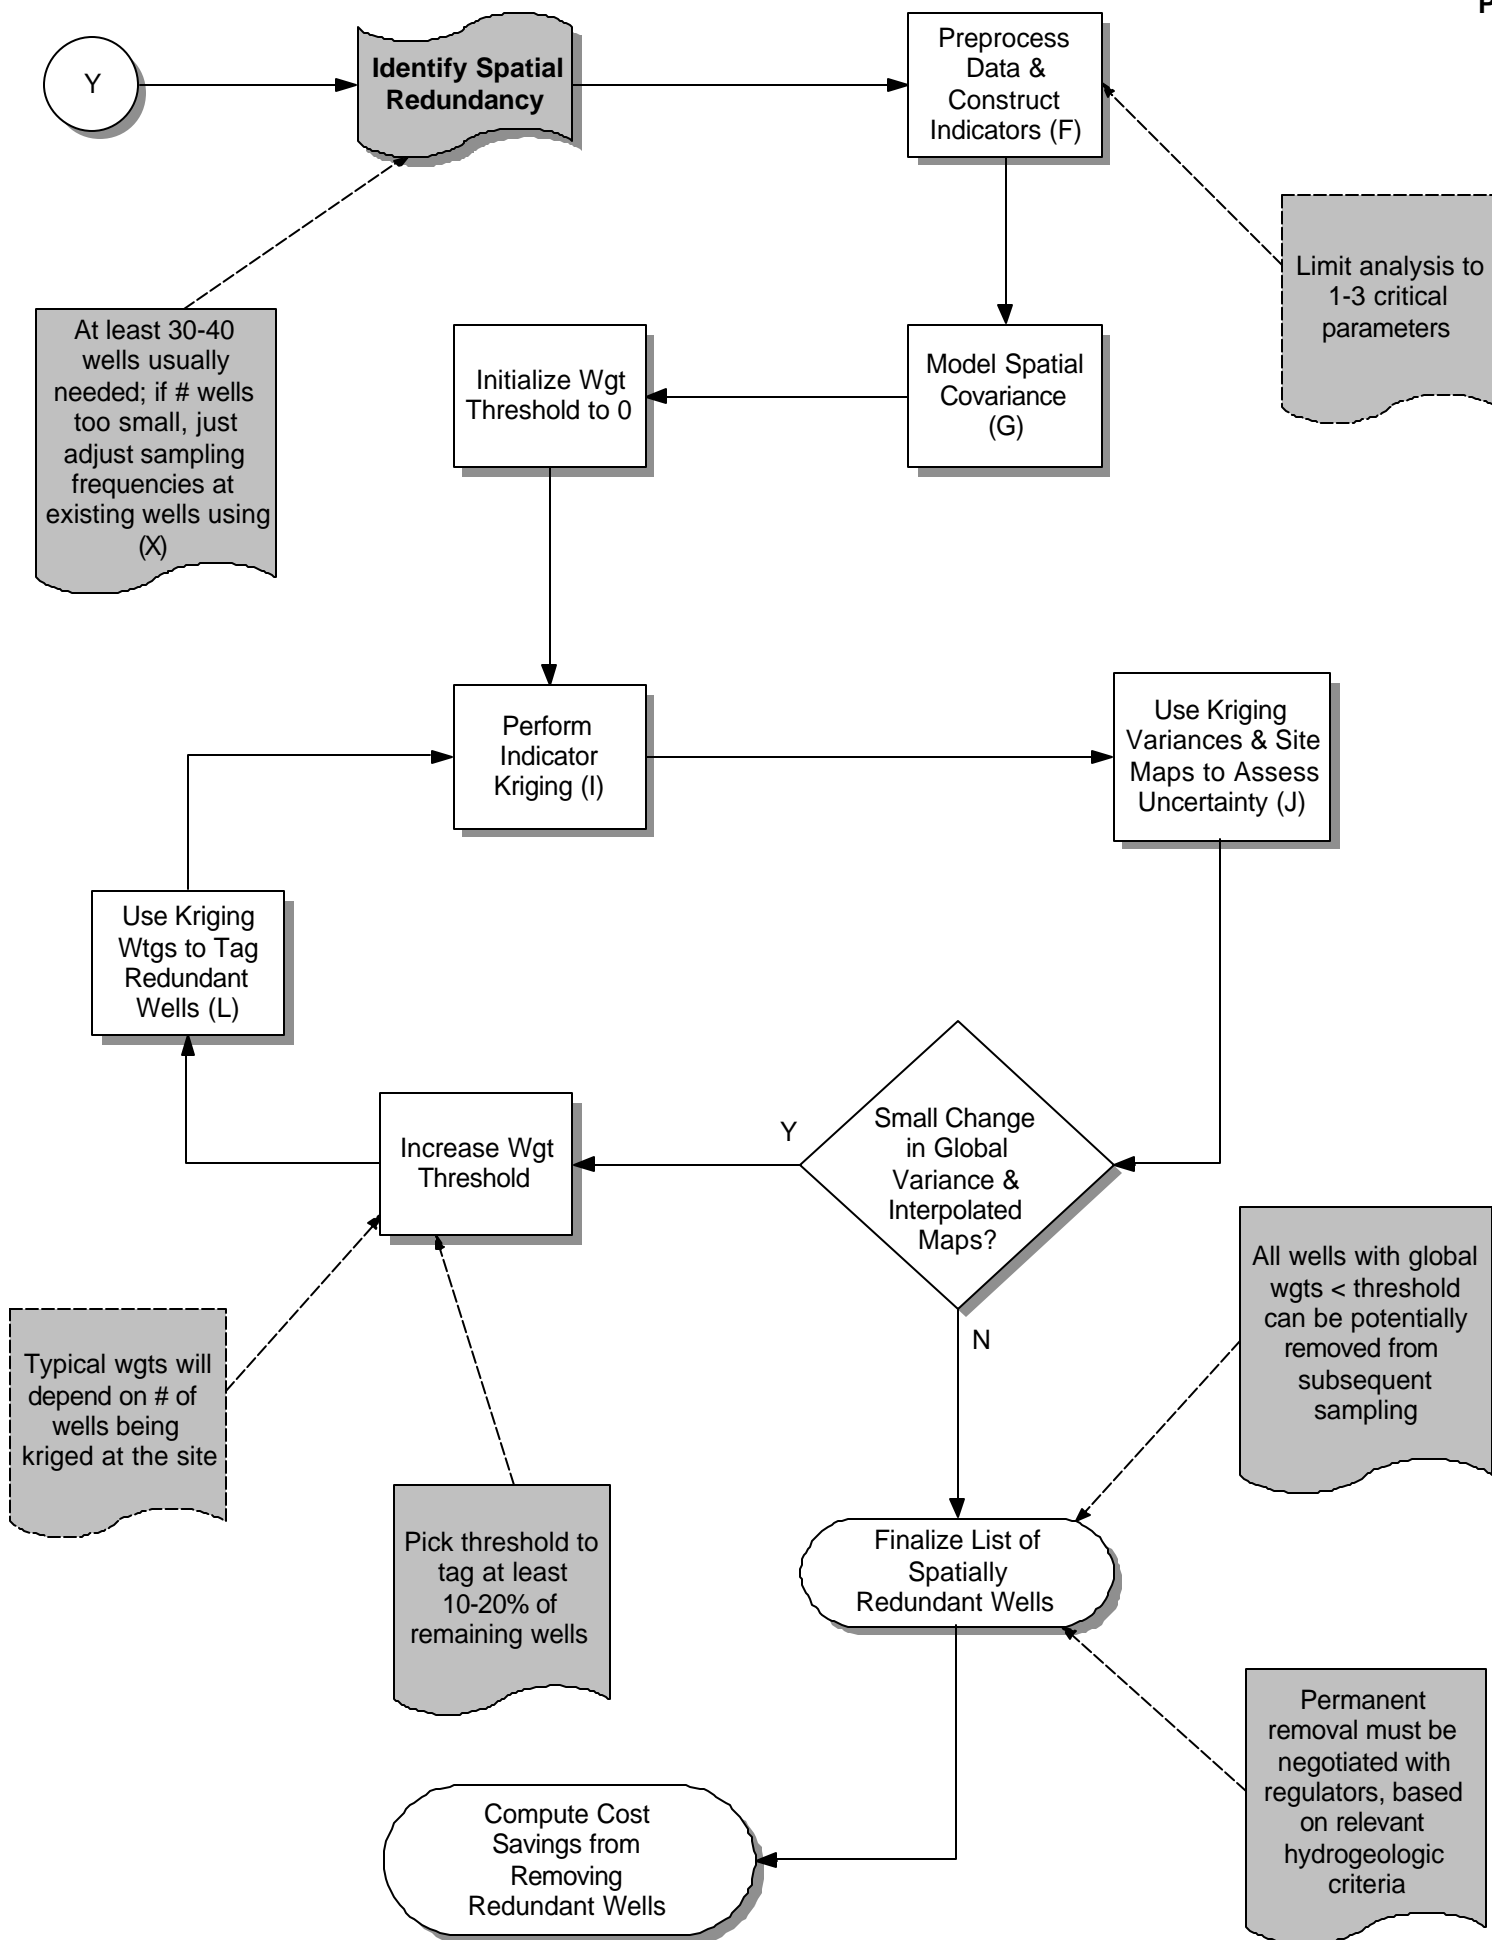 P
Y
Identify Spatial
Redundancy
Preprocess
Data &
Construct
Indicators (F)
Limit analysis to
1-3 critical
parameters
At least 30-40
wells usually
needed; if # wells
too small, just
adjust sampling
frequencies at
existing wells using
(X)
Initialize Wgt
Threshold to 0
Model Spatial
Covariance
(G)
Perform
Indicator
Kriging (I)
Use Kriging
Variances & Site
Maps to Assess
Uncertainty (J)
Use Kriging
Wtgs to Tag
Redundant
Wells (L)
Increase Wgt
Threshold
Y
Small Change
in Global
Variance &
Interpolated
Maps?
N
All wells with global
wgts < threshold
can be potentially
removed from
subsequent
sampling
Typical wgts will
depend on # of
wells being
kriged at the site
Pick threshold to
tag at least
10-20% of
remaining wells
Finalize List of
Spatially
Redundant Wells
Permanent
removal must be
negotiated with
regulators, based
on relevant
hydrogeologic
criteria
Compute Cost
Savings from
Removing
Redundant Wells